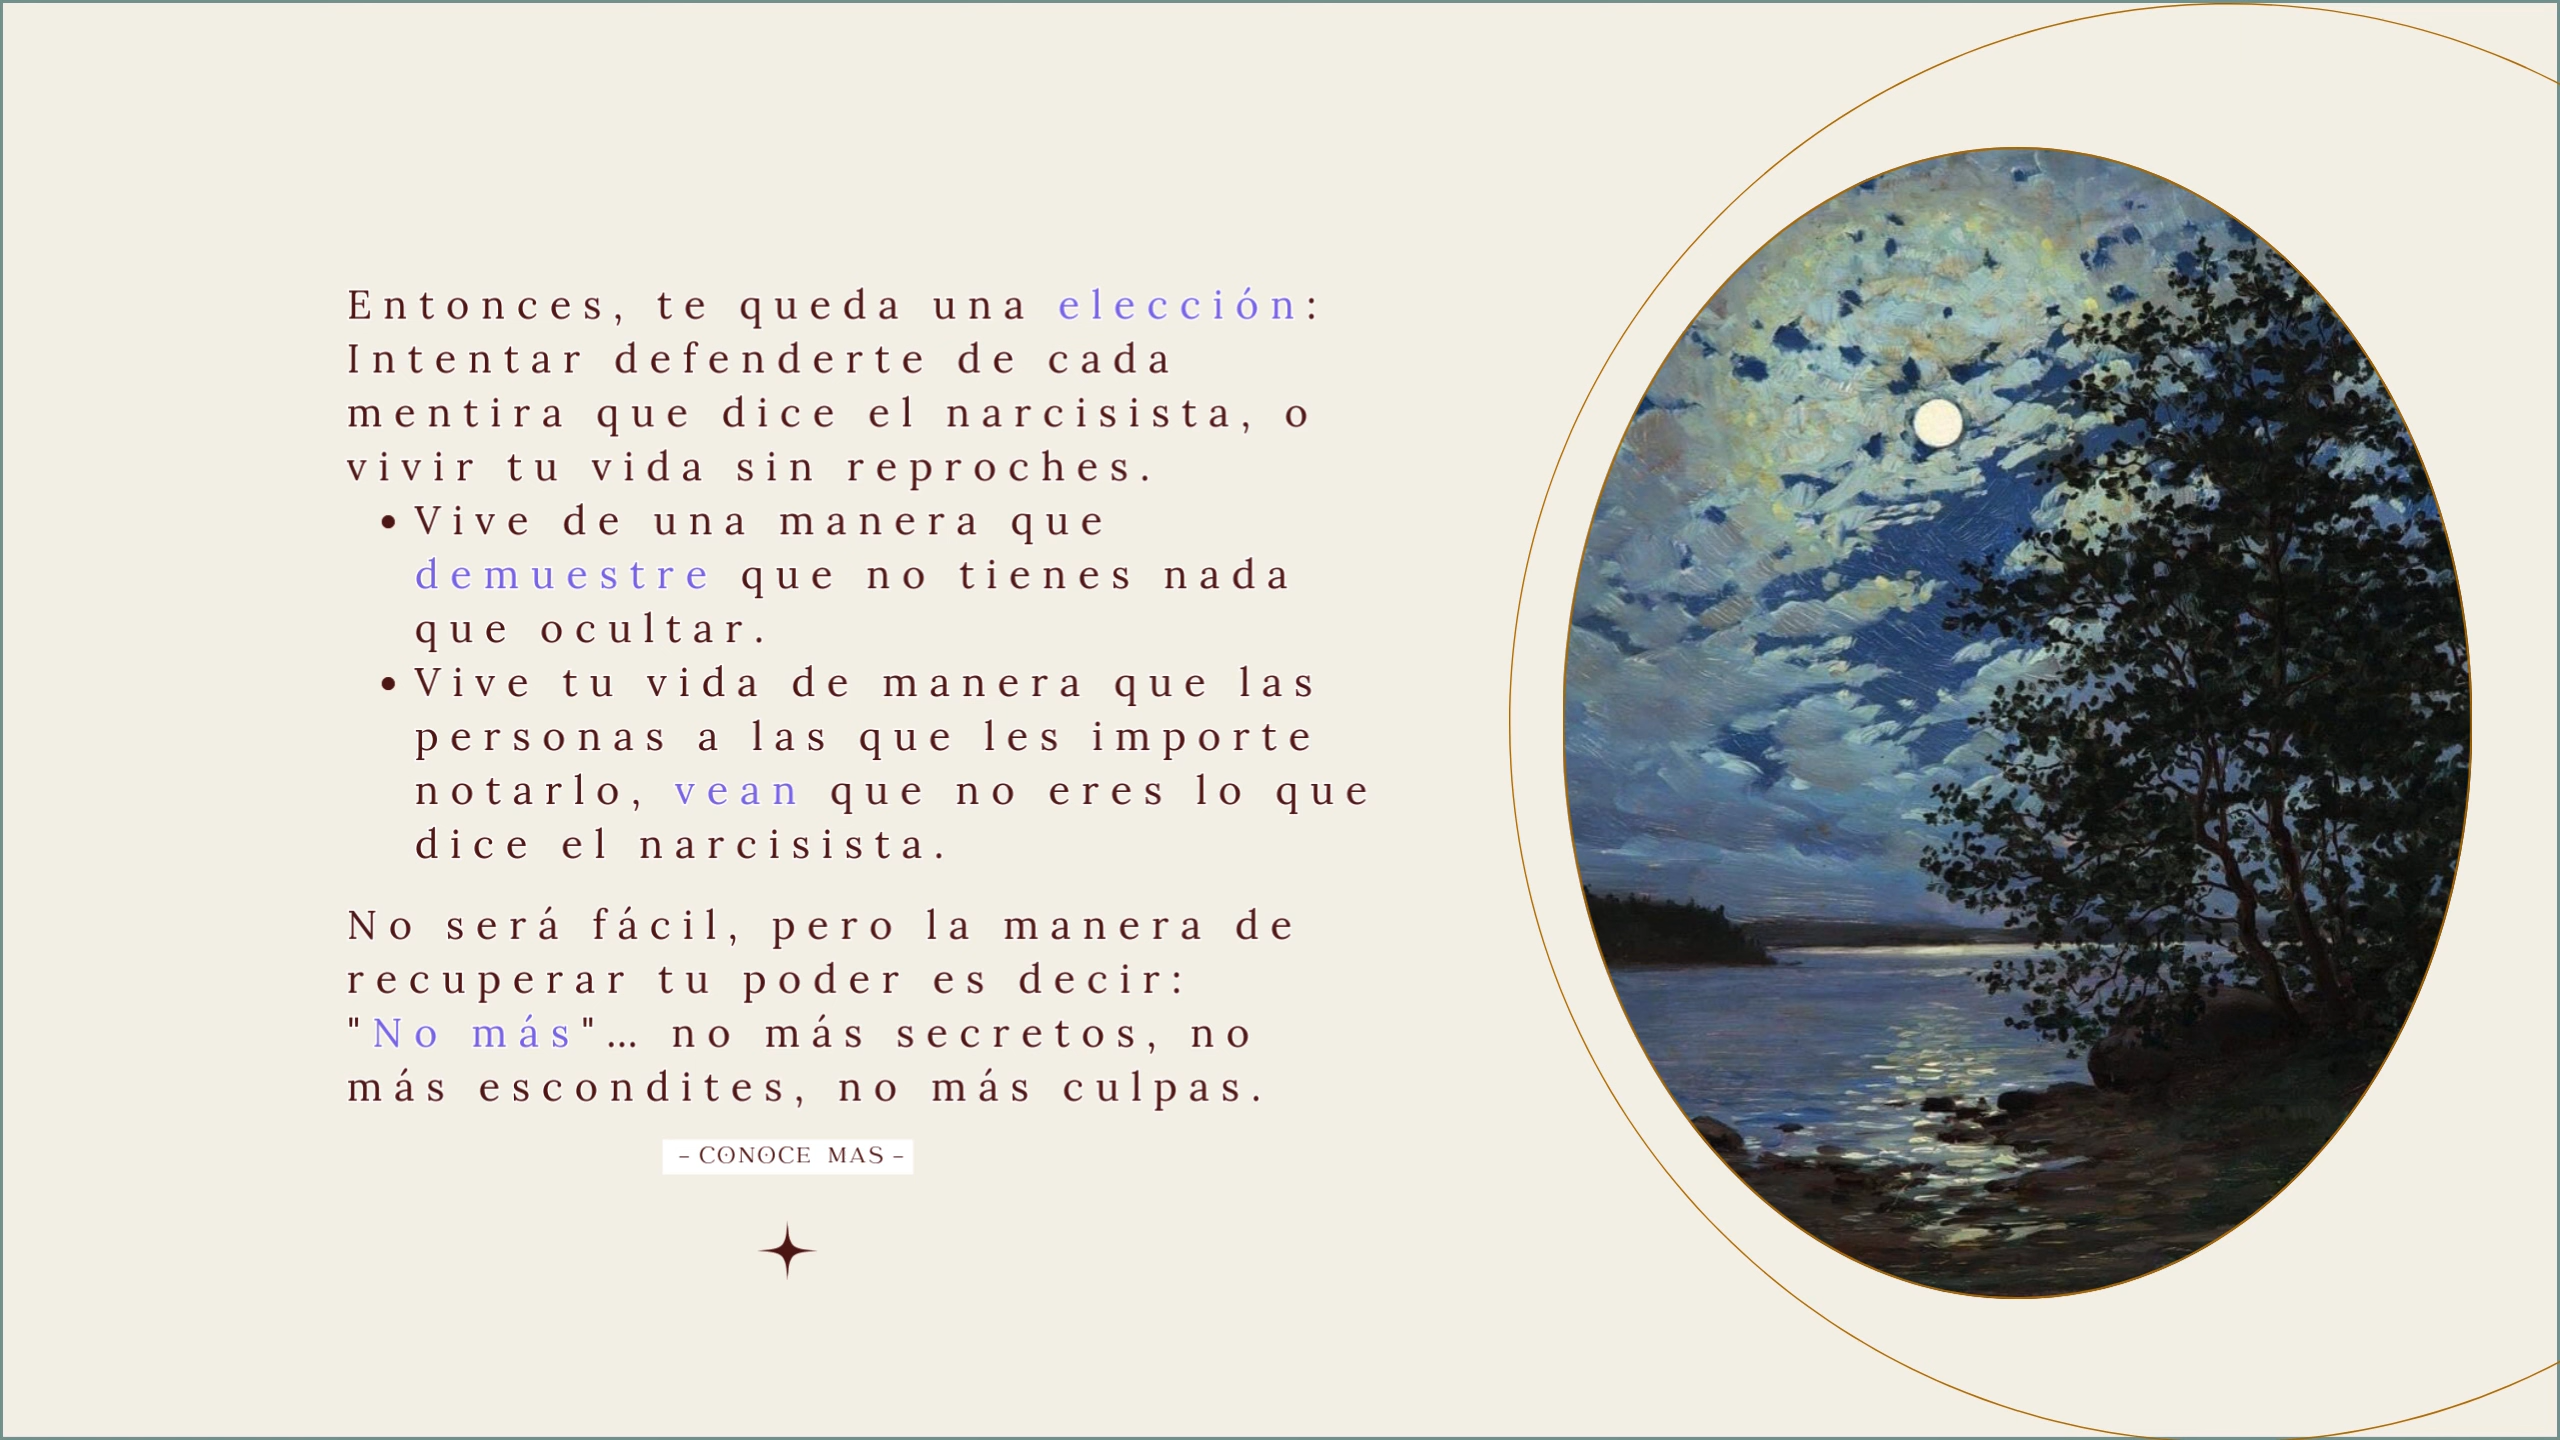 Entonces, te queda una elección:
Intentar defenderte de cada
mentira que dice el narcisista, o
vivir tu vida sin reproches.
• Vive de una manera que
demuestre que no tienes nada
que ocultar.
• Vive tu vida de manera que las
personas a las que les importe
notarlo, vean que no eres lo que
dice el narcisista.
No será fácil, pero la manera de
recuperar tu poder es decir:
"No más"... no más secretos, no
más escondites, no más culpas.
– CONOCE MAS –